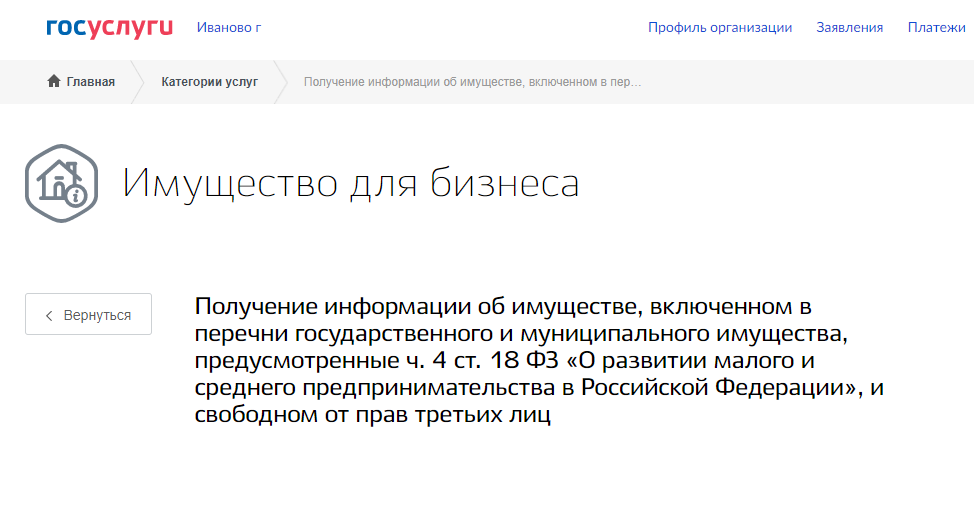 госуслуги Иваново г Профиль организации Заявления Платежи
Главная Категории услуг Получение информации об имуществе, включенном в пер...
Имущество для бизнеса
Вернуться
Получение информации об имуществе, включенном в
перечни государственного и муниципального имущества,
предусмотренные ч. 4 ст. 18 ФЗ «О развитии малого и
среднего предпринимательства в Российской Федерации», и
свободном от прав третьих лиц